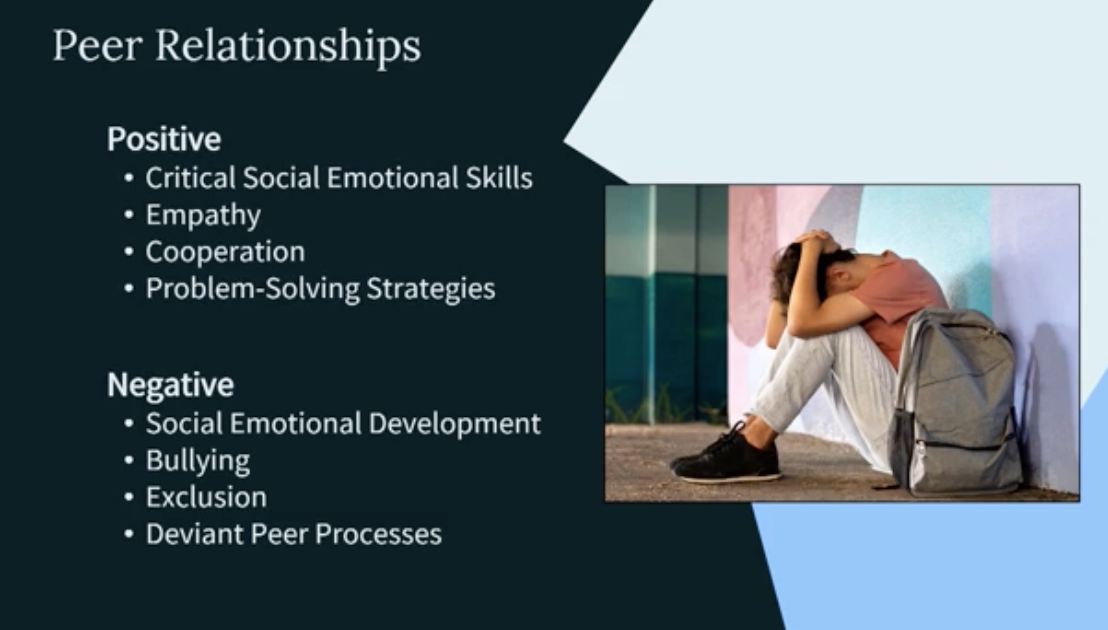 Peer Relationships
Positive
• Critical Social Emotional Skills
• Empathy
• Cooperation
• Problem-Solving Strategies
Negative
• Social Emotional Development
• Bullying
• Exclusion
• Deviant Peer Processes